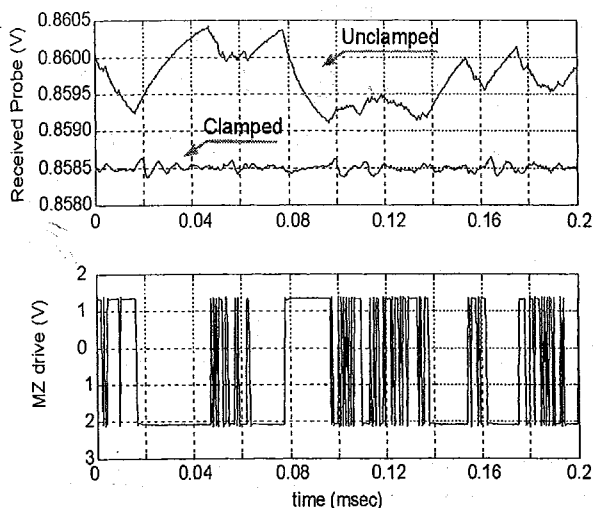 Received Probe (V)
0.8605
0.8600
0.8595
0.8590
0.8585
0.8580
Unclamped
Clamped
0 0.04 0.08 0.12 0.16 0.2
MZ drive (V)
2
1
0
1
2
3
0 0.04 0.08 0.12 0.16 0.2
time (msec)